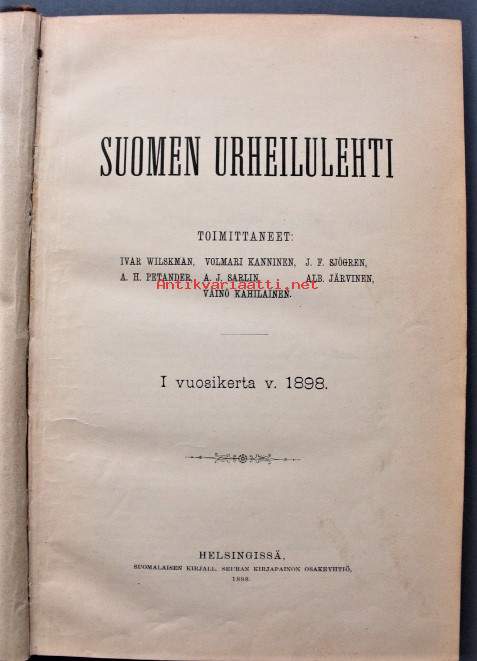 SUOMEN URHEILULEHTI
TOIMITTANEET:
IVAR WILSKMAN, VOLMARI KANNINEN, J. F. SJÖGREN,
A. H. PETANDER, A. J. SARLIN, ALB. JÄRVINEN,
Antikvariaatti.net
VÄINÖ KAHILAINEN.
I vuosikerta v. 1898.
HELSINGISSÄ,
SUOMALAISEN KIRJALL. SEURAN KIRJAPAINON OSAKEYHTIÖ,
1898.